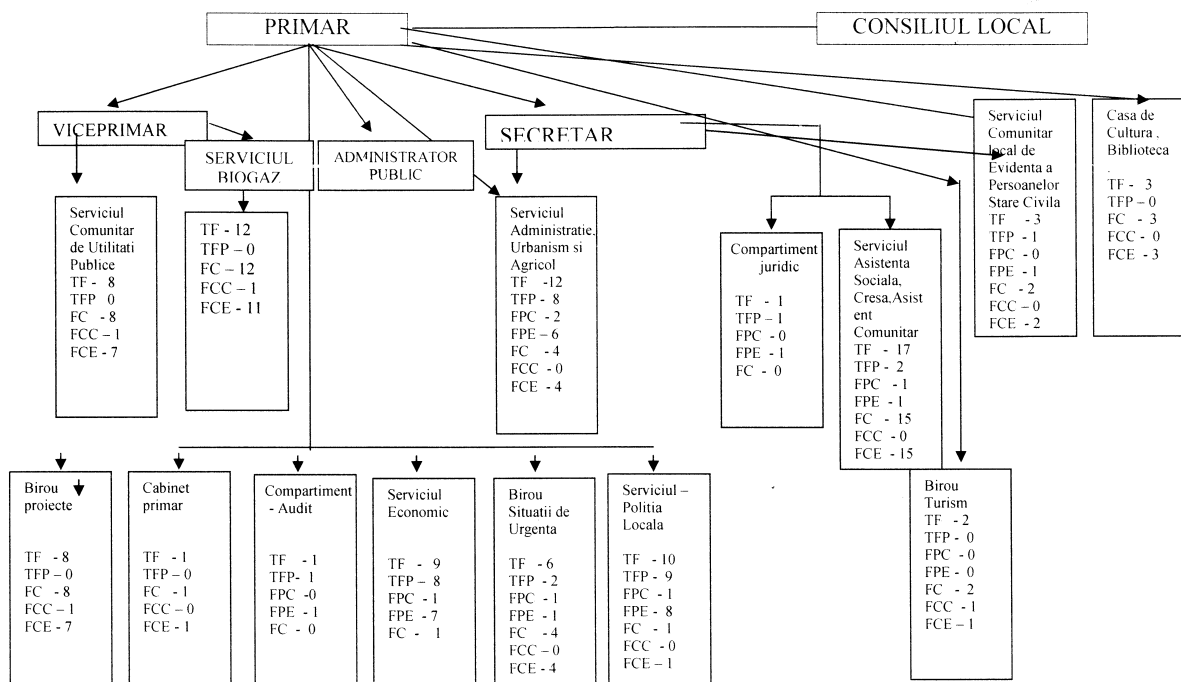 PRIMAR
CONSILIUL LOCAL
VICEPRIMAR
SERVICIUL
BIOGAZ
ADMINISTRATOR
PUBLIC
SECRETAR
Serviciul
Comunitar
local de
Evidenta a
Persoanelor
Stare Civila
TF - 3
TFP - 1
FPC - 0
FPE - 1
FC - 2
FCC – 0
FCE - 2
Casa de
Cultura .
Biblioteca
.
TF - 3
TFP – 0
FC - 3
FCC - 0
FCE - 3
Serviciul
Comunitar
de Utilitati
Publice
TF - 8
TFP 0
FC - 8
FCC – 1
FCE - 7
TF - 12
TFP – 0
FC – 12
FCC – 1
FCE - 11
Serviciul
Administratie.
Urbanism si
Agricol
TF -12
TFP - 8
FPC - 2
FPE – 6
FC - 4
FCC - 0
FCE - 4
Compartiment
juridic
TF - 1
TFP – 1
FPC - 0
FPE - 1
FC - 0
Serviciul
Asistenta
Sociala,
Cresa,Asist
ent
Comunitar
TF - 17
TFP - 2
FPC - 1
FPE - 1
FC - 15
FCC - 0
FCE - 15
Birou
proiecte
TF - 8
TFP – 0
FC - 8
FCC – 1
FCE - 7
Cabinet
primar
TF - 1
TFP – 0
FC - 1
FCC – 0
FCE - 1
Compartiment
- Audit
TF - 1
TFP- 1
FPC -0
FPE - 1
FC - 0
Serviciul
Economic
TF - 9
TFP – 8
FPC - 1
FPE - 7
FC - 1
Birou
Situatii de
Urgenta
TF - 6
TFP - 2
FPC - 1
FPE - 1
FC - 4
FCC – 0
FCE - 4
Serviciul –
Politia
Locala
TF - 10
TFP - 9
FPC - 1
FPE - 8
FC - 1
FCC - 0
FCE – 1
Birou
Turism
TF - 2
TFP - 0
FPC - 0
FPE - 0
FC - 2
FCC - 1
FCE – 1